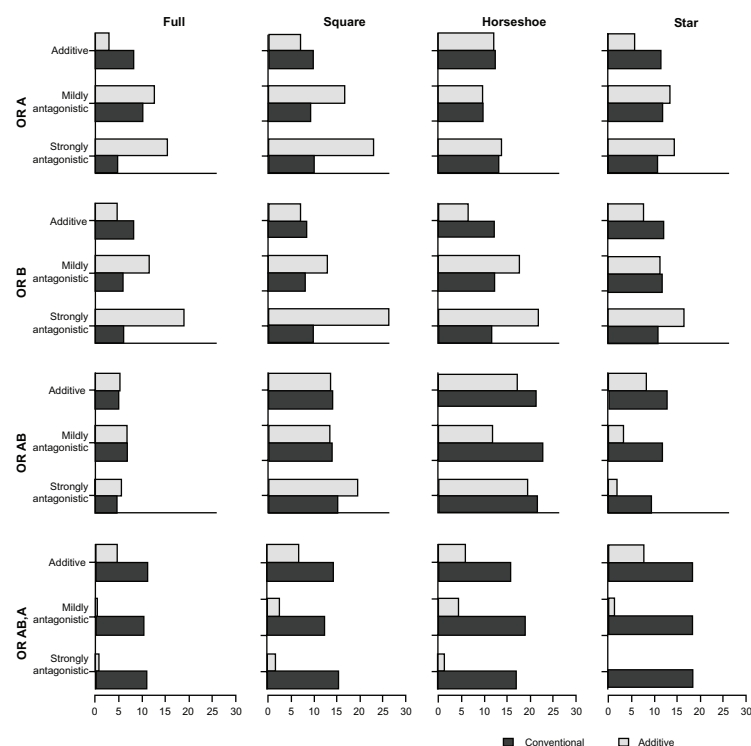 Full Square Horseshoe Star
OR A
Additive
Mildly
antagonistic
Strongly
antagonistic
OR B
Additive
Mildly
antagonistic
Strongly
antagonistic
OR AB
Additive
Mildly
antagonistic
Strongly
antagonistic
OR AB,A
Additive
Mildly
antagonistic
Strongly
antagonistic
0 5 10 15 20 25 30 0 5 10 15 20 25 30 0 5 10 15 20 25 30 0 5 10 15 20 25 30
Conventional Additive